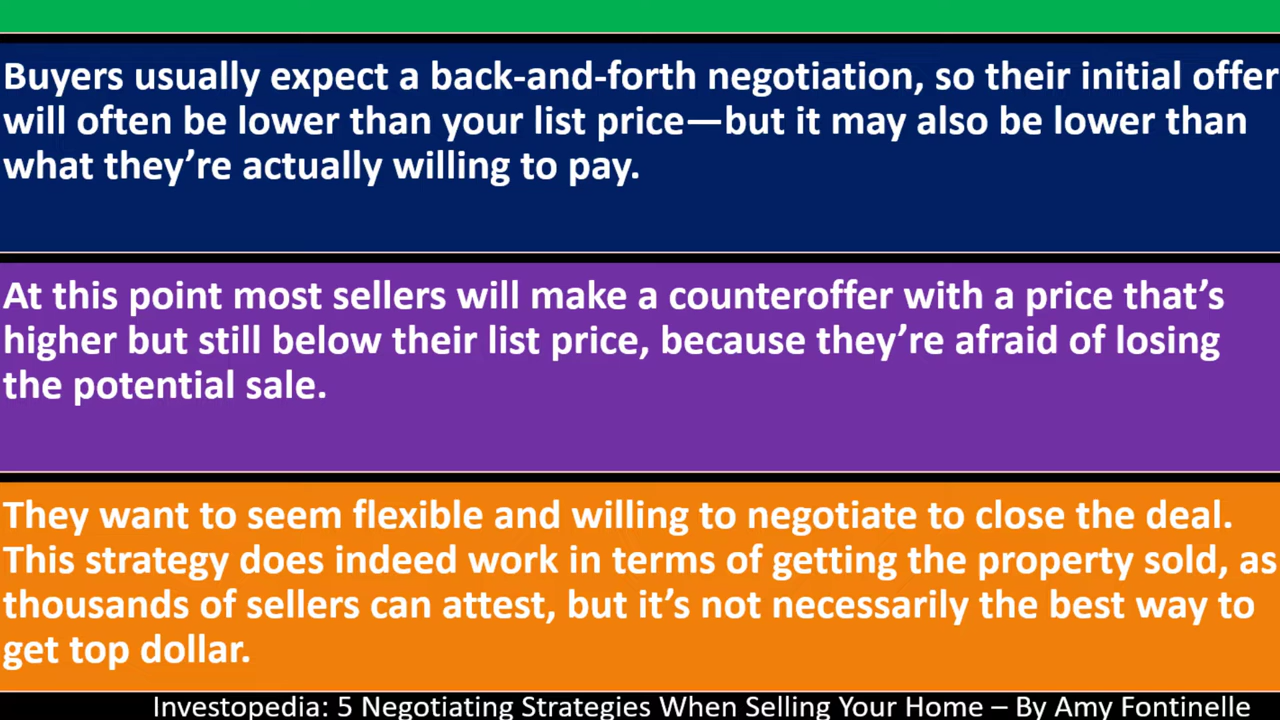 Buyers usually expect a back-and-forth negotiation, so their initial offer
will often be lower than your list price—but it may also be lower than
what they’re actually willing to pay.
At this point most sellers will make a counteroffer with a price that’s
higher but still below their list price, because they’re afraid of losing
the potential sale.
They want to seem flexible and willing to negotiate to close the deal.
This strategy does indeed work in terms of getting the property sold, as
thousands of sellers can attest, but it’s not necessarily the best way to
get top dollar.
Investopedia: 5 Negotiating Strategies When Selling Your Home – By Amy Fontinelle